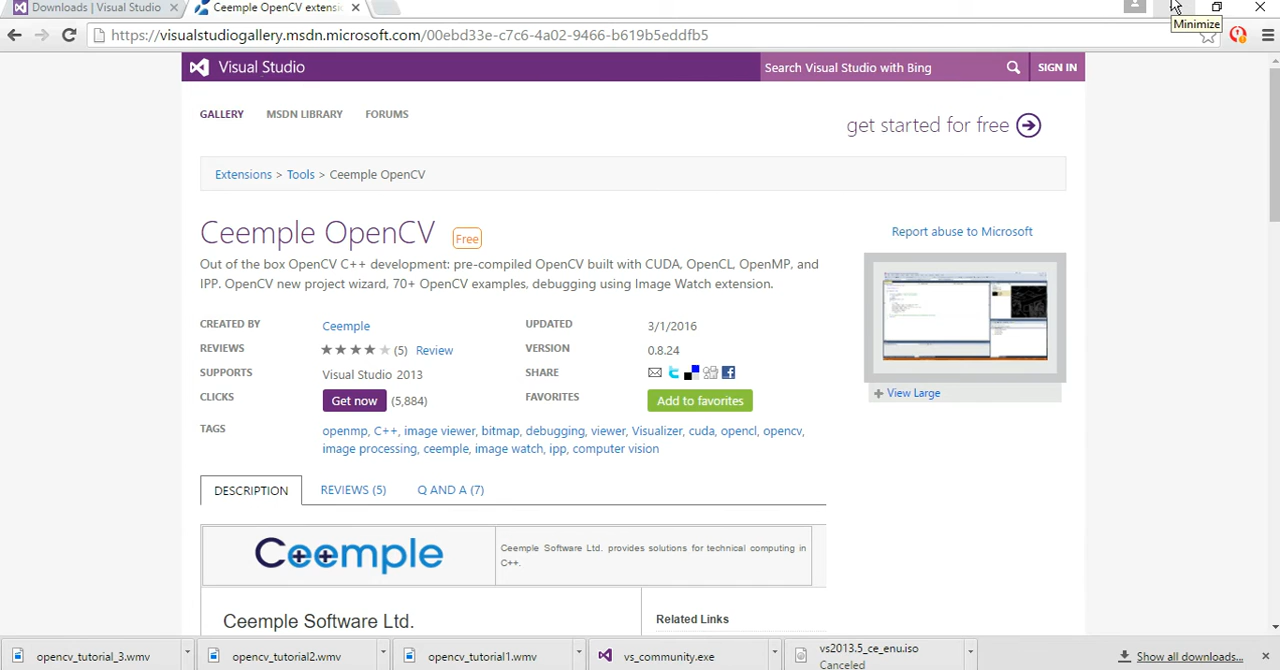 Downloads | Visual Studio
Ceemple OpenCV extensi
Minimize
https://visualstudiogallery.msdn.microsoft.com/00ebd33e-c7c6-4a02-9466-b619b5eddfb5
Visual Studio
Search Visual Studio with Bing
SIGN IN
GALLERY MSDN LIBRARY FORUMS
get started for free
Extensions > Tools > Ceemple OpenCV
Ceemple OpenCV Free
Report abuse to Microsoft
Out of the box OpenCV C++ development: pre-compiled OpenCV built with CUDA, OpenCL, OpenMP, and
IPP. OpenCV new project wizard, 70+ OpenCV examples, debugging using Image Watch extension.
CREATED BY Ceemple UPDATED 3/1/2016
REVIEWS (5) Review VERSION 0.8.24
SUPPORTS Visual Studio 2013 SHARE
CLICKS Get now (5,884) FAVORITES Add to favorites
View Large
TAGS openmp, C++, image viewer, bitmap, debugging, viewer, Visualizer, cuda, opencl, opencv,
image processing, ceemple, image watch, ipp, computer vision
DESCRIPTION REVIEWS (5) Q AND A (7)
Ceemple
Ceemple Software Ltd. provides solutions for technical computing in
C++.
Ceemple Software Ltd.
Related Links
opencv_tutorial_3.wmv
opencv_tutorial2.wmv
opencv_tutorial1.wmv
vs_community.exe
vs2013.5_ce_enu.iso
Canceled
Show all downloads...